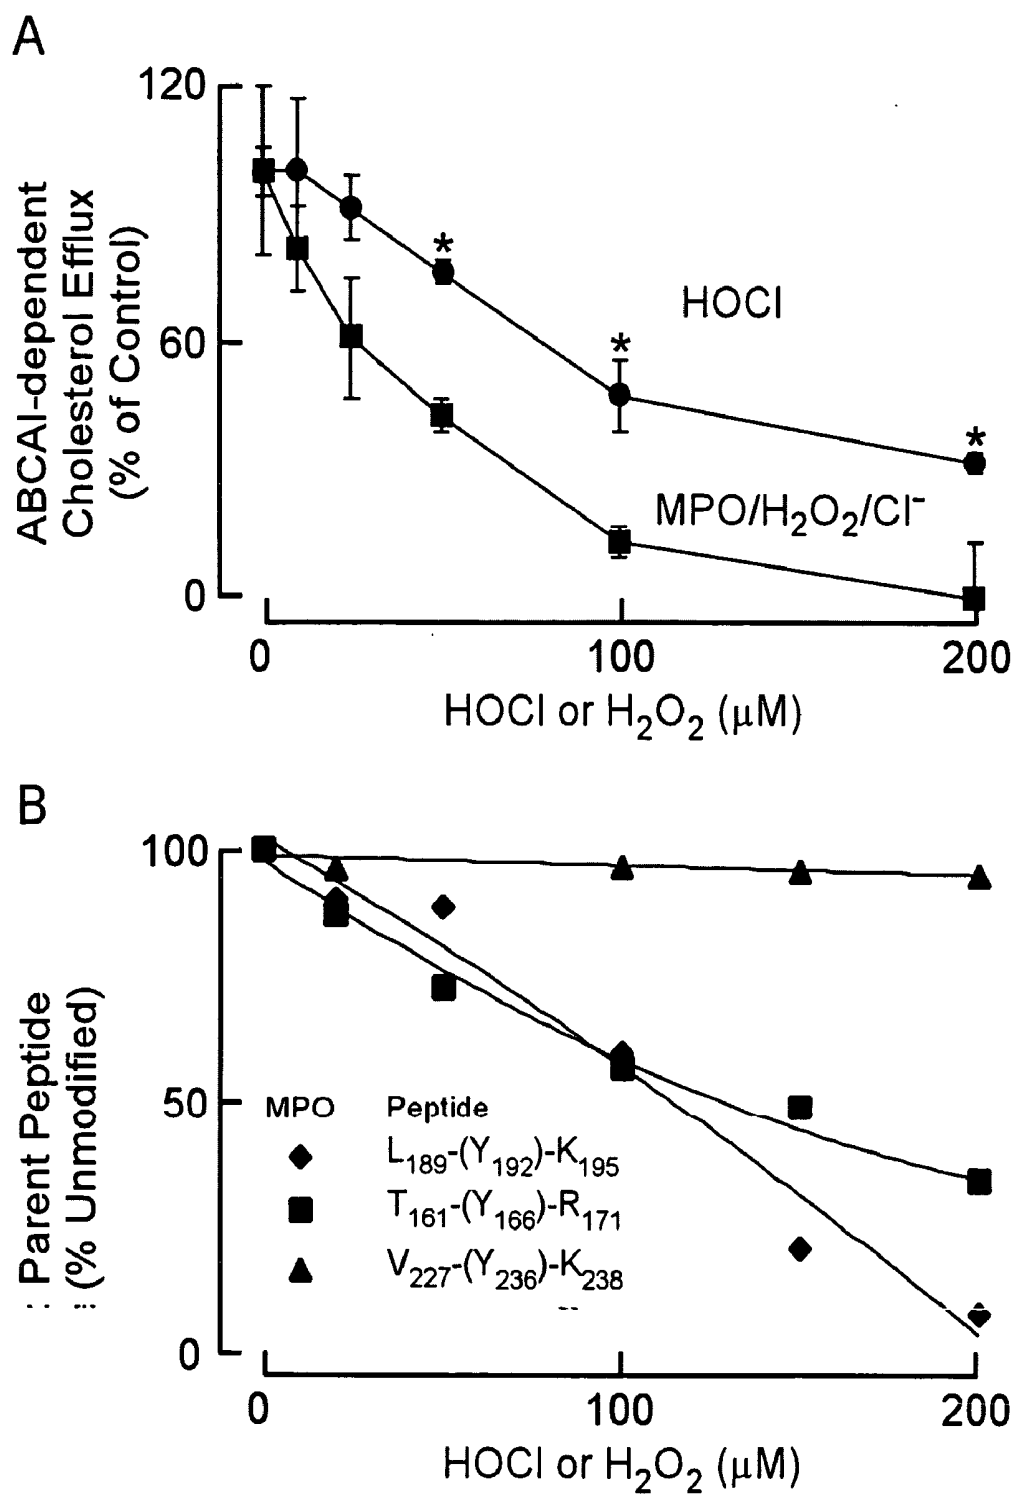 A
120
60
0
ABCAI-dependent
Cholesterol Efflux
(% of Control)
*
*
*
HOCl
MPO/H₂O₂/Cl⁻
0 100 200
HOCl or H₂O₂ (μM)
B
100
50
0
Parent Peptide
(% Unmodified)
MPO Peptide
L₁₈₉-(Y₁₉₂)-K₁₉₅
T₁₆₁-(Y₁₆₆)-R₁₇₁
V₂₂₇-(Y₂₃₆)-K₂₃₈
0 100 200
HOCl or H₂O₂ (μM)